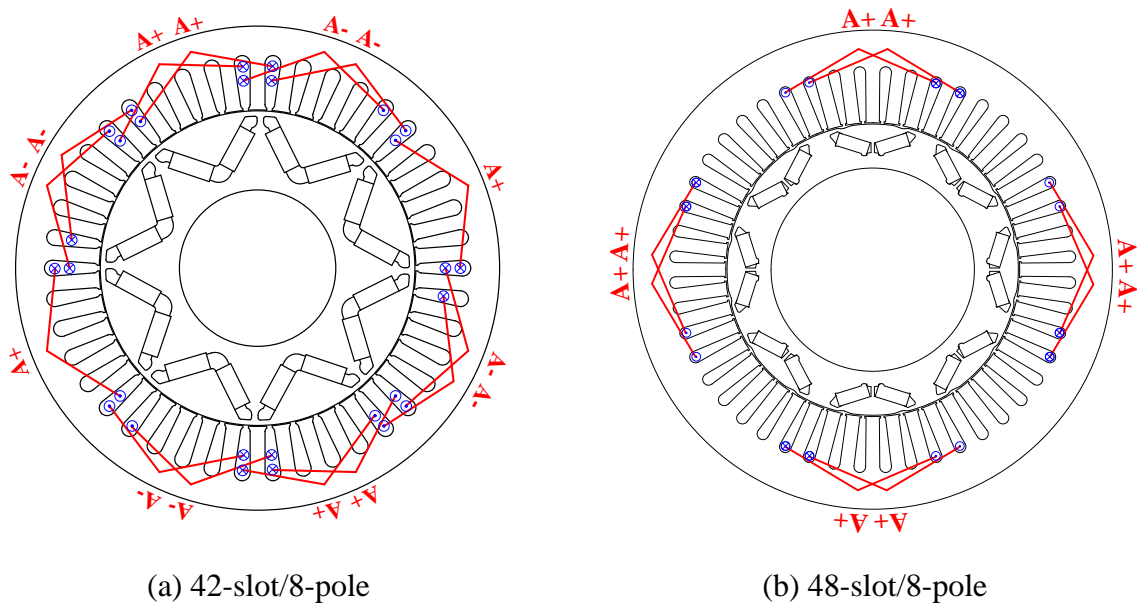 A+ A+
A- A-
A- A-
A+
A+
A- A-
A- A-
A+ A+
(a) 42-slot/8-pole
A+ A+
A+ A+
A+ A+
A+ A+
(b) 48-slot/8-pole